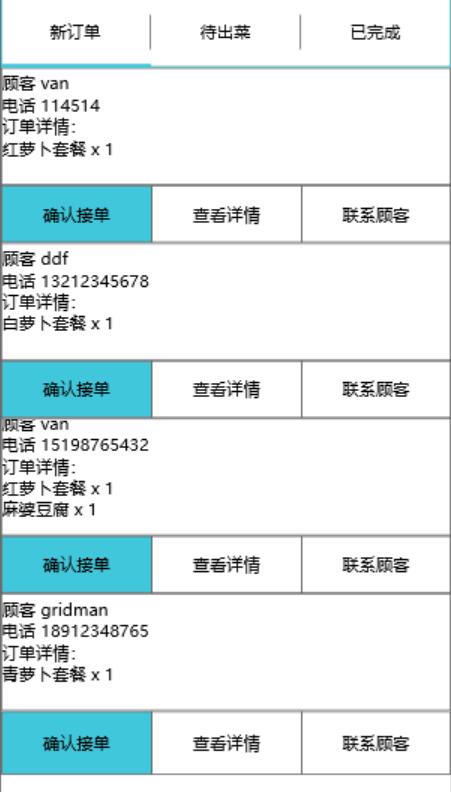 新订单 待出菜 已完成
顾客 van
电话 114514
订单详情：
红萝卜套餐 x 1
确认接单 查看详情 联系顾客
顾客 ddf
电话 13212345678
订单详情：
白萝卜套餐 x 1
确认接单 查看详情 联系顾客
顾客 van
电话 15198765432
订单详情：
红萝卜套餐 x 1
麻婆豆腐 x 1
确认接单 查看详情 联系顾客
顾客 gridman
电话 18912348765
订单详情：
青萝卜套餐 x 1
确认接单 查看详情 联系顾客